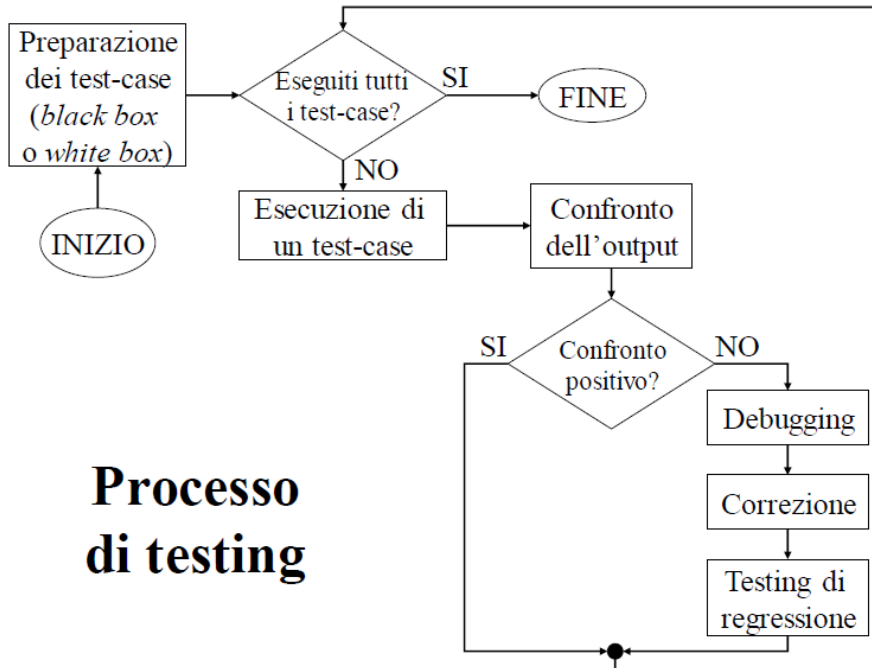 Preparazione
dei test-case
(black box
o white box)
Eseguiti tutti
i test-case?
SI
FINE
NO
INIZIO
Esecuzione di
un test-case
Confronto
dell’output
SI
Confronto
positivo?
NO
Debugging
Correzione
Testing di
regressione
Processo
di testing